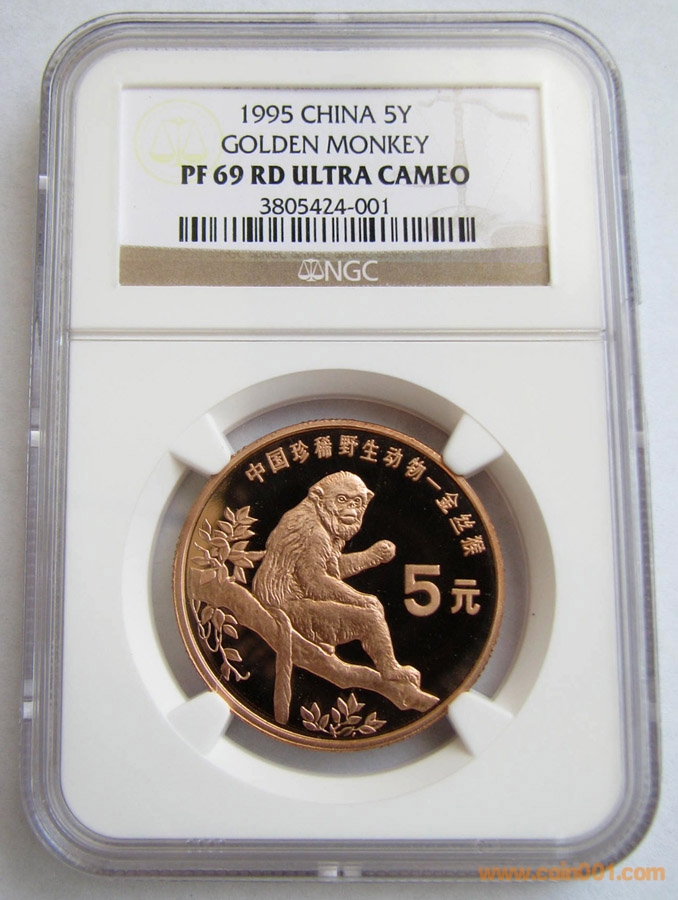 1995 CHINA 5Y
GOLDEN MONKEY
PF 69 RD ULTRA CAMEO
3805424-001
NGC
中国珍稀野生动物—金丝猴
5元
www.coin001.com